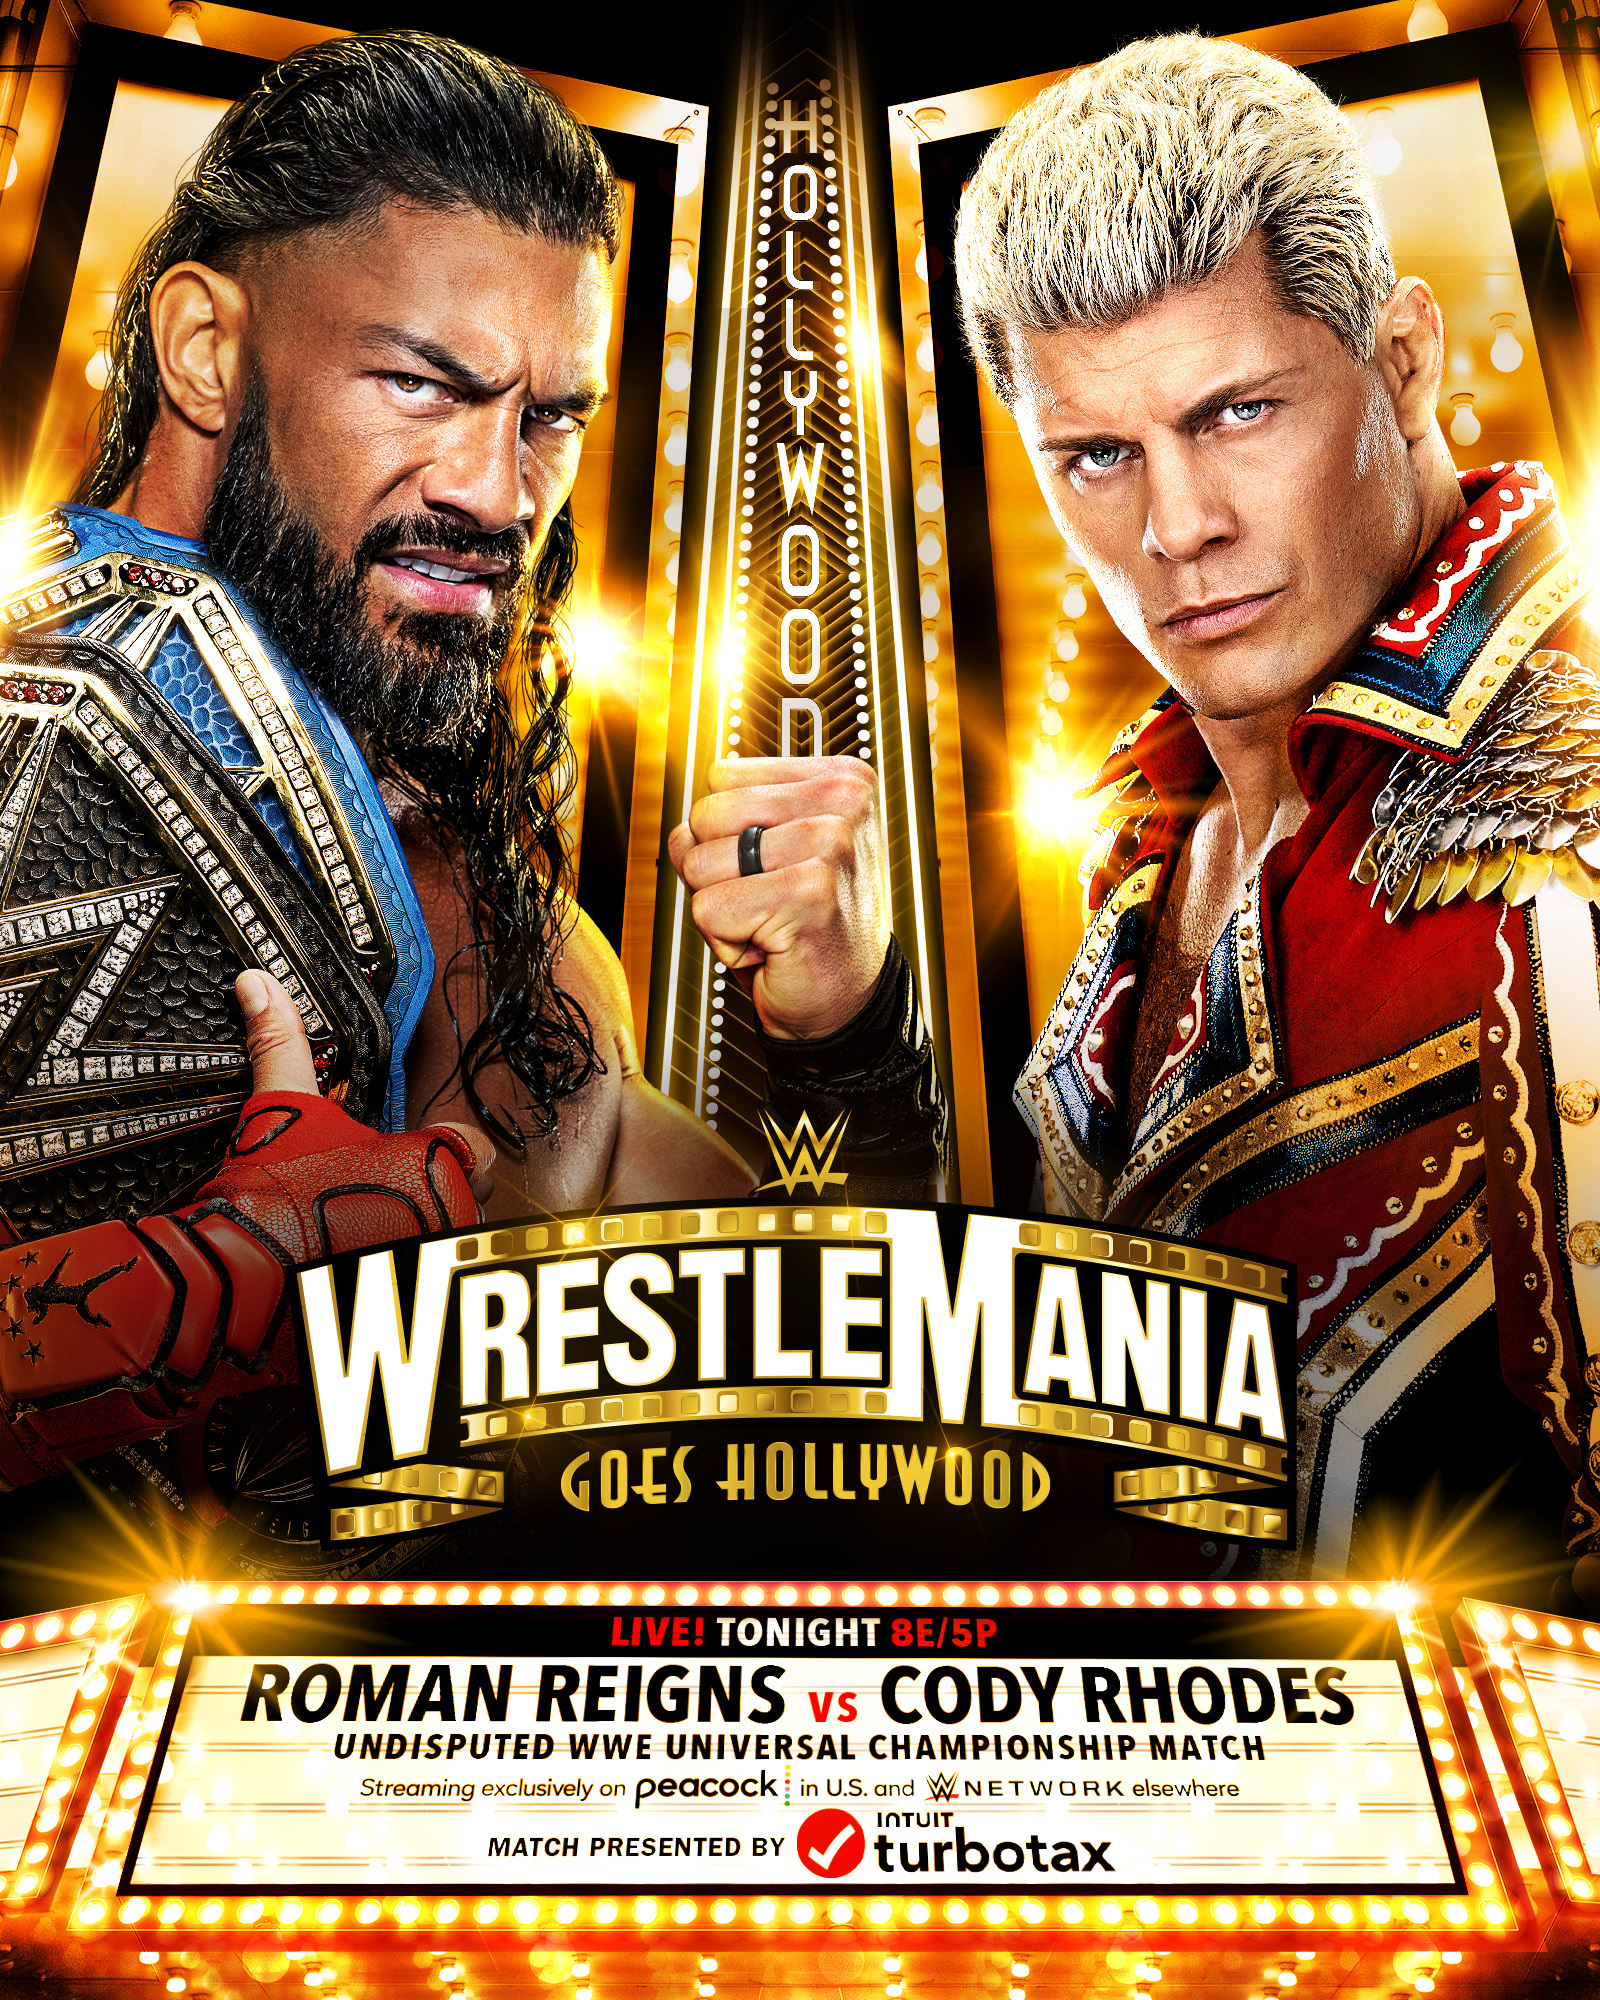 HOLLYWOOD
W
WRESTLEMANIA
GOES HOLLYWOOD
LIVE! TONIGHT 8E/5P
ROMAN REIGNS VS CODY RHODES
UNDISPUTED WWE UNIVERSAL CHAMPIONSHIP MATCH
Streaming exclusively on peacock in U.S. and W NETWORK elsewhere
MATCH PRESENTED BY INTUIT turbotax